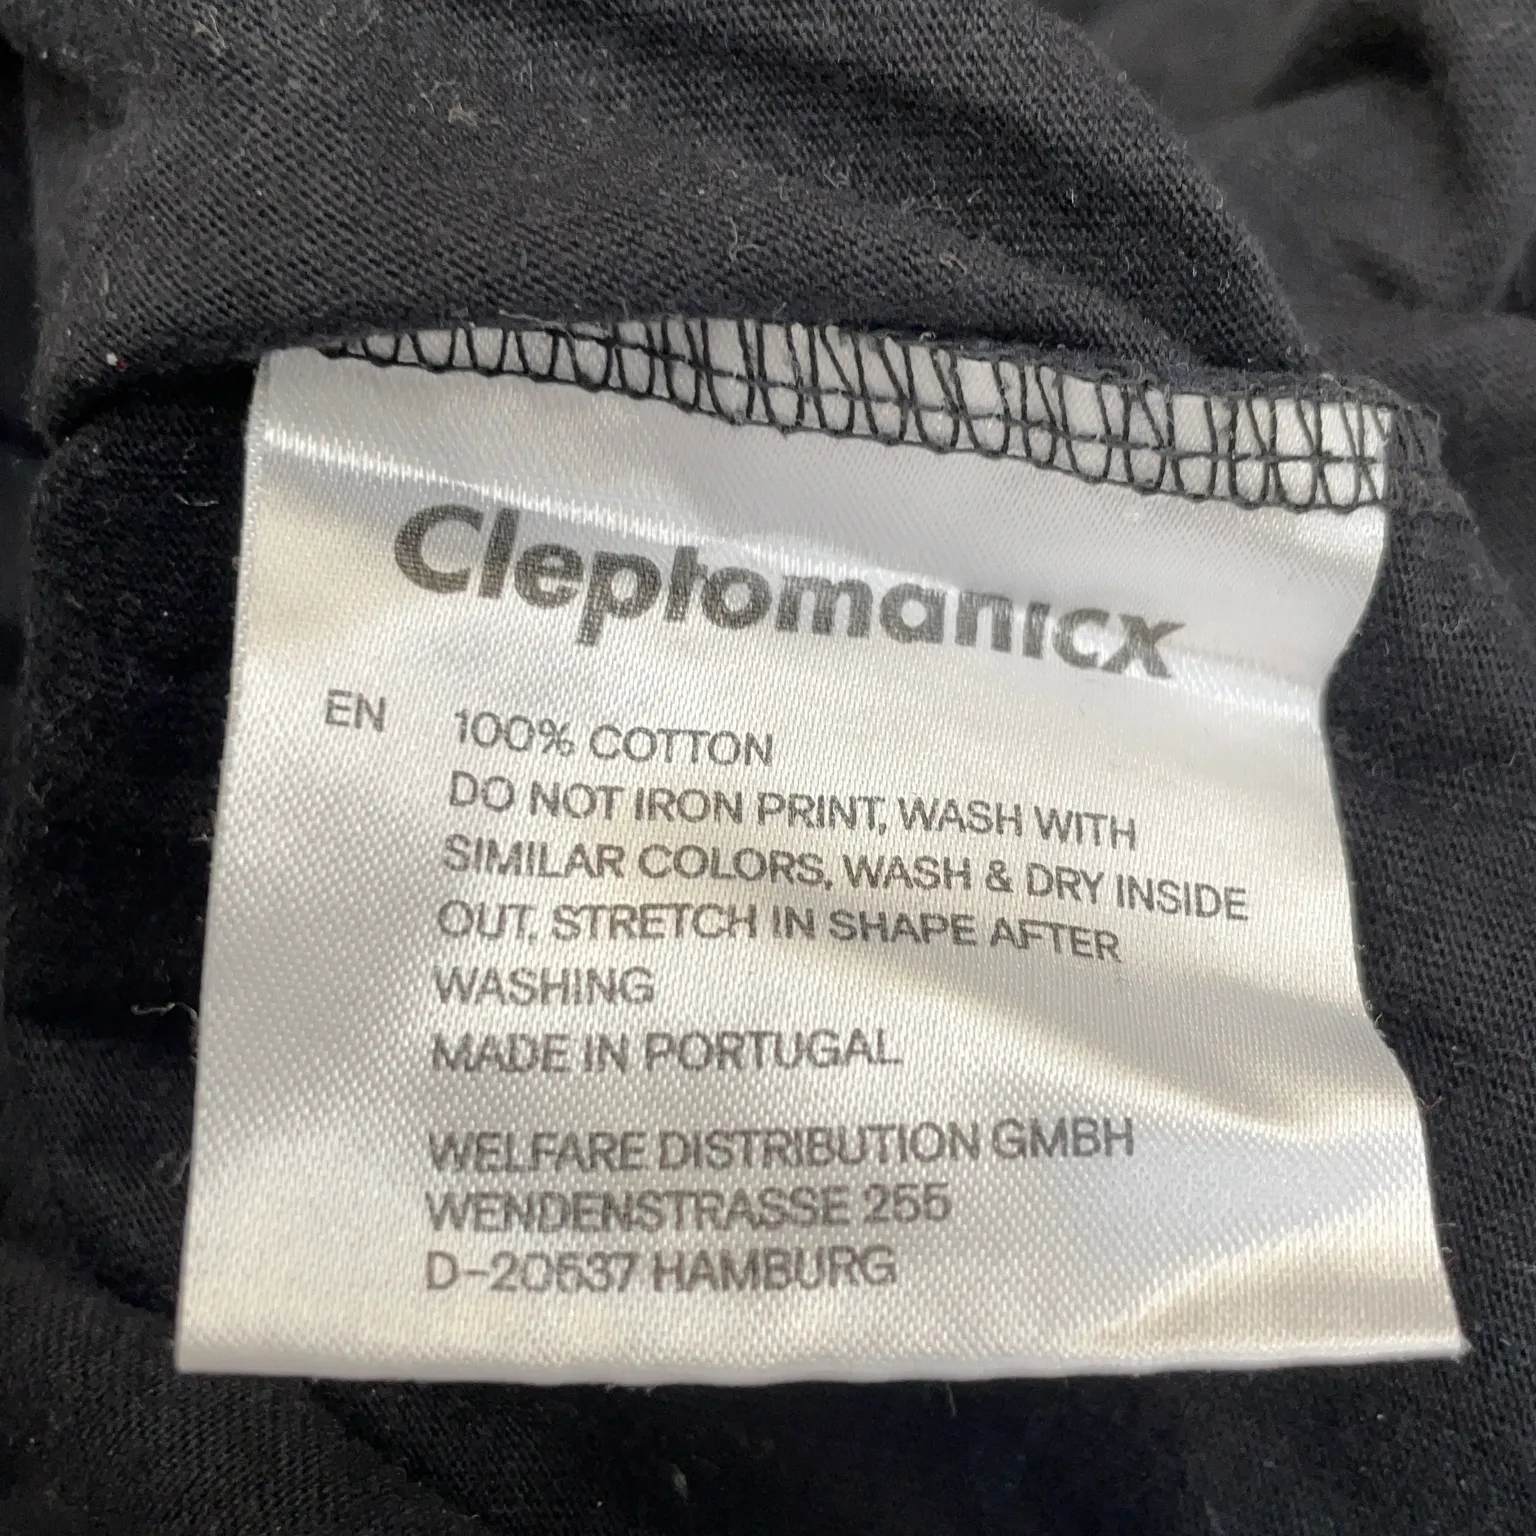 Cleptomanicx
EN 100% COTTON
DO NOT IRON PRINT, WASH WITH
SIMILAR COLORS, WASH & DRY INSIDE
OUT, STRETCH IN SHAPE AFTER
WASHING
MADE IN PORTUGAL
WELFARE DISTRIBUTION GMBH
WENDENSTRASSE 255
D-20537 HAMBURG